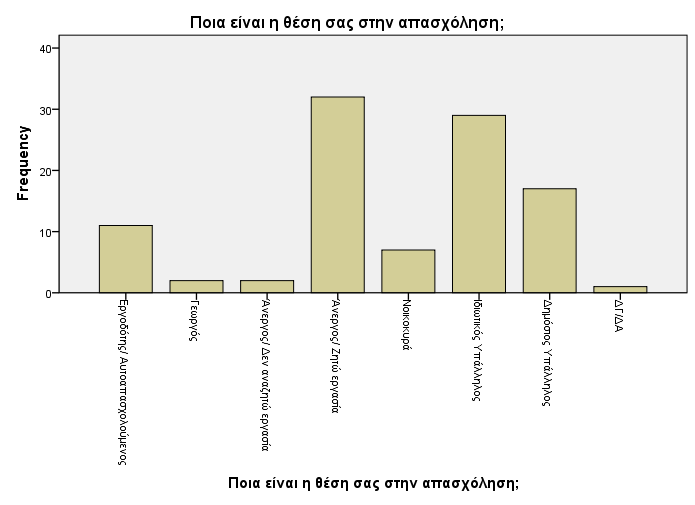 Ποια είναι η θέση σας στην απασχόληση;
40
30
20
10
0
Frequency
Εργοδότης/ Αυτοαπασχολούμενος
Γεωργός
Άνεργος/ Δεν αναζητώ εργασία
Άνεργος/ Ζητώ εργασία
Νοικοκυρά
Ιδιωτικός Υπάλληλος
Δημόσιος Υπάλληλος
ΔΓ/ΔΑ
Ποια είναι η θέση σας στην απασχόληση;